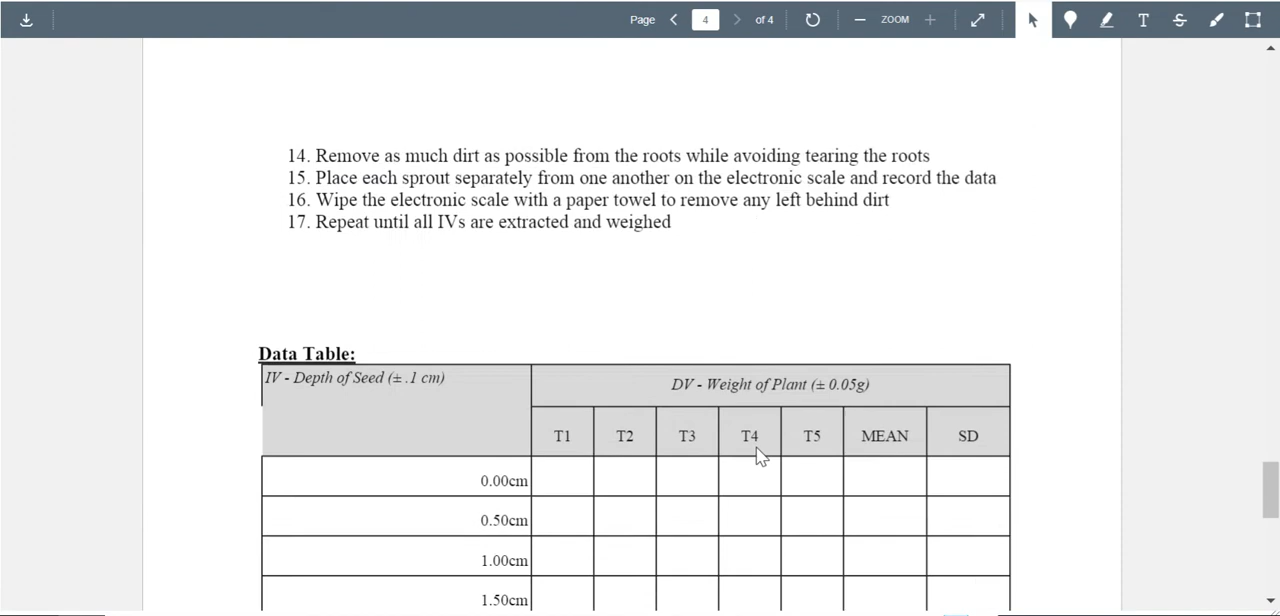 Page 4 of 4 ZOOM T S
14. Remove as much dirt as possible from the roots while avoiding tearing the roots
15. Place each sprout separately from one another on the electronic scale and record the data
16. Wipe the electronic scale with a paper towel to remove any left behind dirt
17. Repeat until all IVs are extracted and weighed
Data Table:
IV - Depth of Seed (± .1 cm) DV - Weight of Plant (± 0.05g)
T1 T2 T3 T4 T5 MEAN SD
0.00cm
0.50cm
1.00cm
1.50cm